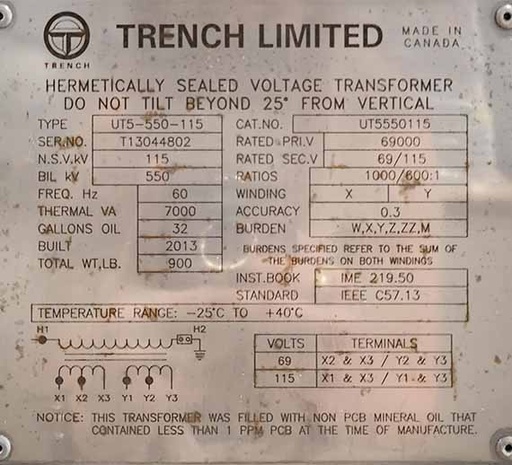 TRENCH LIMITED
MADE IN
CANADA
TRENCH
HERMETICALLY SEALED VOLTAGE TRANSFORMER
DO NOT TILT BEYOND 25° FROM VERTICAL
TYPE UT5-550-115 CAT.NO. UT5550115
SER.NO. T13044802 RATED PRI.V 69000
N.S.V.kV 115 RATED SEC.V 69/115
BIL kV 550 RATIOS 1000/600:1
FREQ. Hz 60 WINDING X Y
THERMAL VA 7000 ACCURACY 0.3
GALLONS OIL 32 BURDEN W,X,Y,Z,ZZ,M
BUILT 2013 BURDENS SPECIFIED REFER TO THE SUM OF
TOTAL WT,LB. 900 THE BURDENS ON BOTH WINDINGS
INST.BOOK IME 219.50
STANDARD IEEE C57.13
TEMPERATURE RANGE: -25°C TO +40°C
H1 H2
VOLTS TERMINALS
69 X2 & X3 / Y2 & Y3
115 X1 & X3 / Y1 & Y3
X1 X2 X3 Y1 Y2 Y3
NOTICE: THIS TRANSFORMER WAS FILLED WITH NON PCB MINERAL OIL THAT
CONTAINED LESS THAN 1 PPM PCB AT THE TIME OF MANUFACTURE.